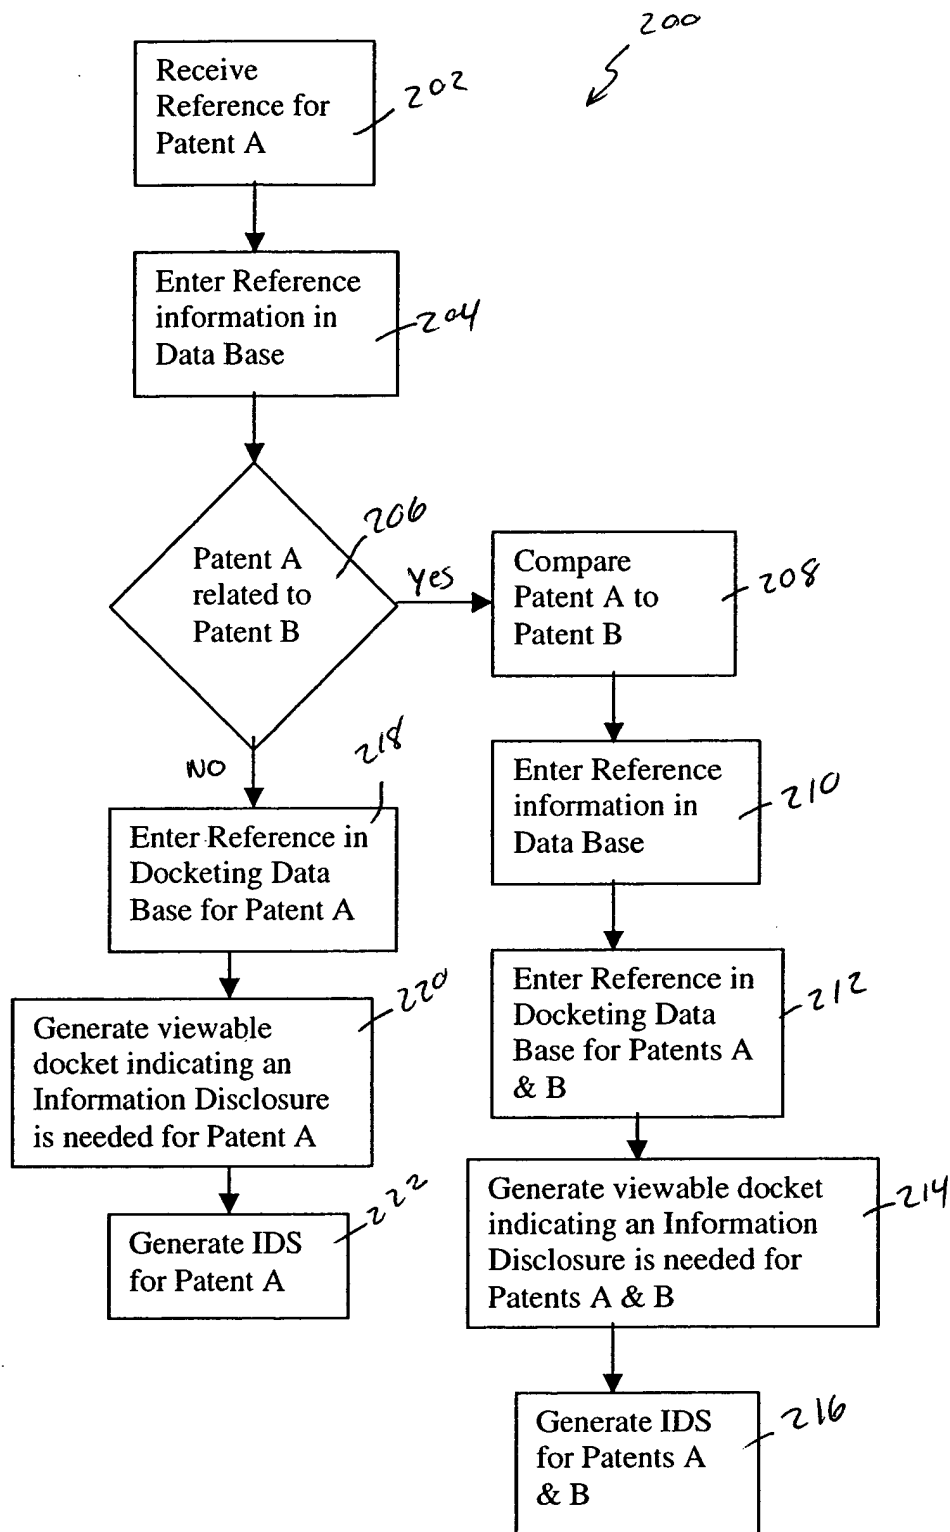 200
Receive
Reference for
Patent A
202
Enter Reference
information in
Data Base
204
Patent A
related to
Patent B
206
Yes
NO
Compare
Patent A to
Patent B
208
Enter Reference
information in
Data Base
210
Enter Reference in
Docketing Data
Base for Patents A
& B
212
Generate viewable docket
indicating an Information
Disclosure is needed for
Patents A & B
214
Generate IDS
for Patents A
& B
216
218
Enter Reference in
Docketing Data
Base for Patent A
220
Generate viewable
docket indicating an
Information Disclosure
is needed for Patent A
222
Generate IDS
for Patent A